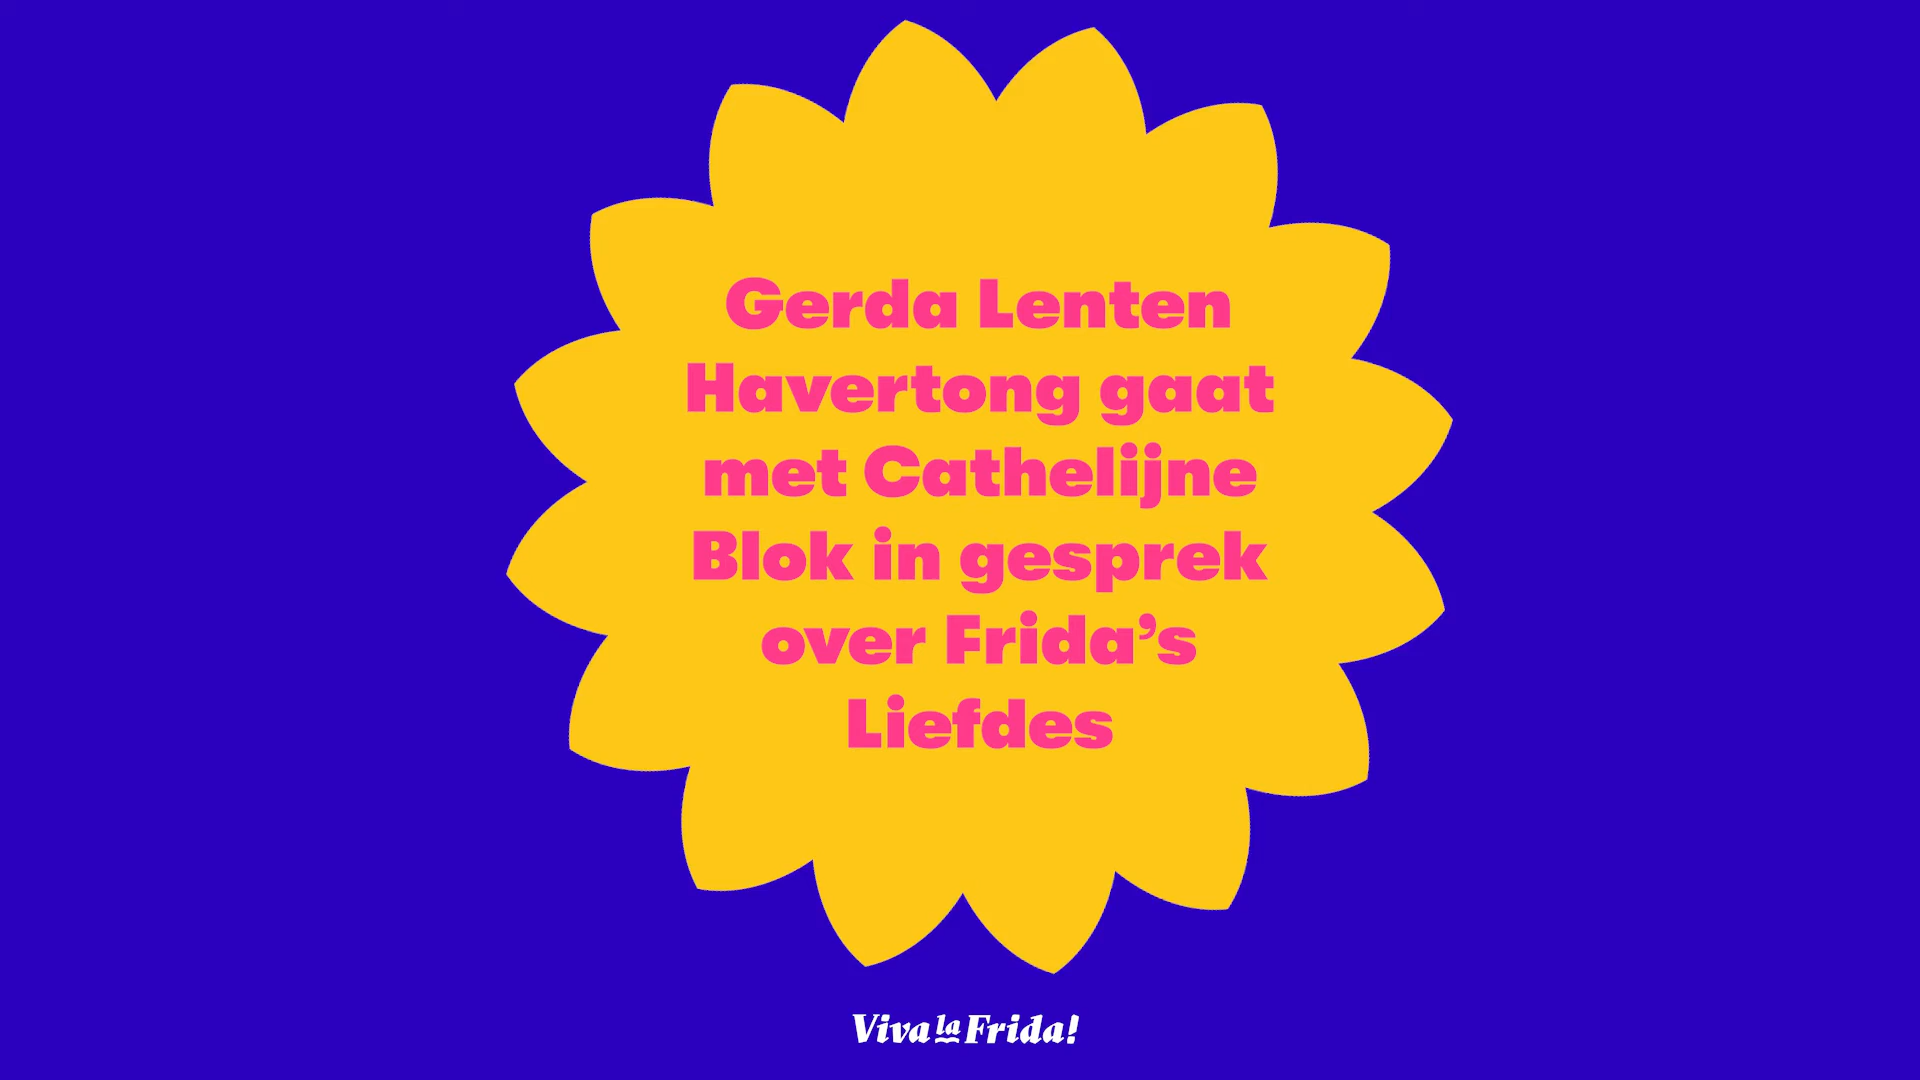 Gerda Lenten
Havertong gaat
met Cathelijne
Blok in gesprek
over Frida’s
Liefdes
Viva la Frida!